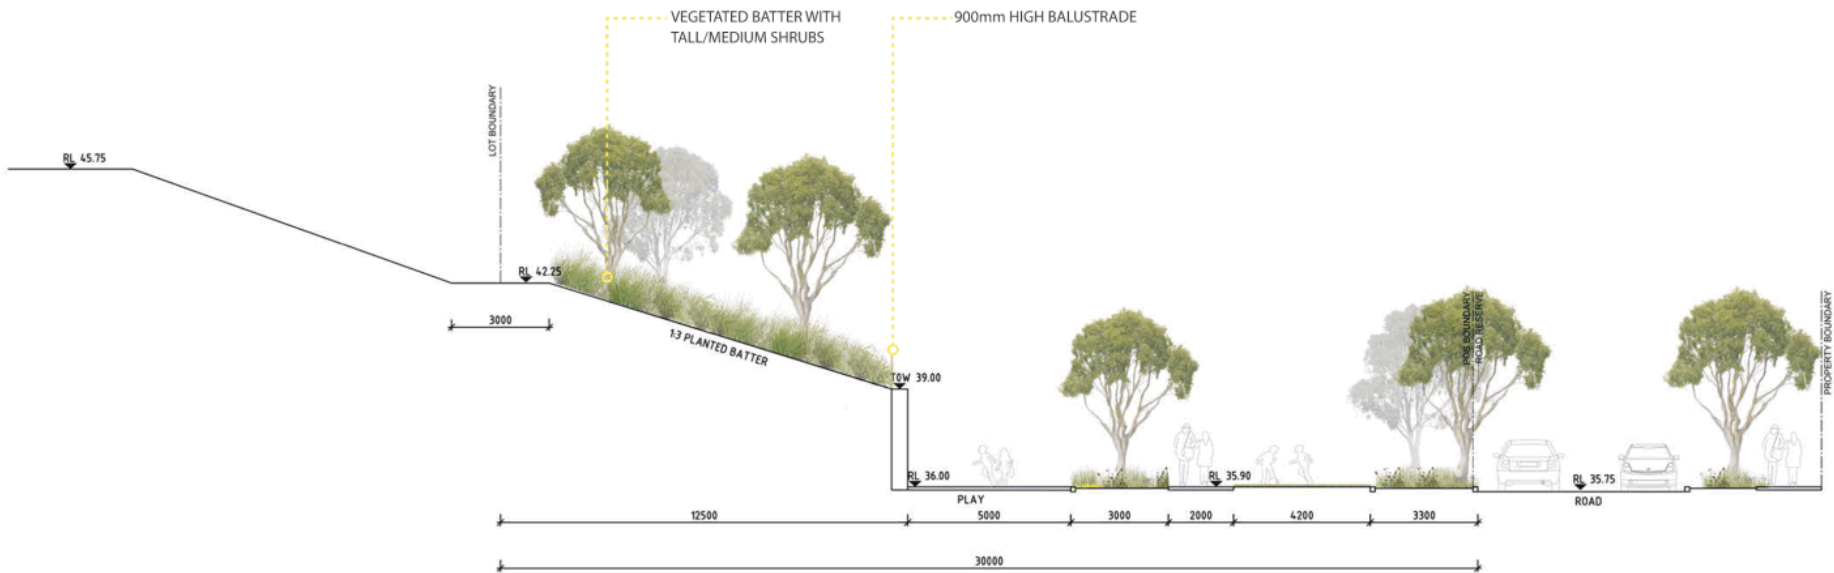 VEGETATED BATTER WITH
TALL/MEDIUM SHRUBS
900mm HIGH BALUSTRADE
LOT BOUNDARY
RL 45.75
RL 42.25
3000
1:3 PLANTED BATTER
TOW 39.00
POS BOUNDARY
ROAD RESERVE
PROPERTY BOUNDARY
RL 36.00
RL 35.90
RL 35.75
PLAY
ROAD
12500
5000
3000
2000
4200
3300
30000